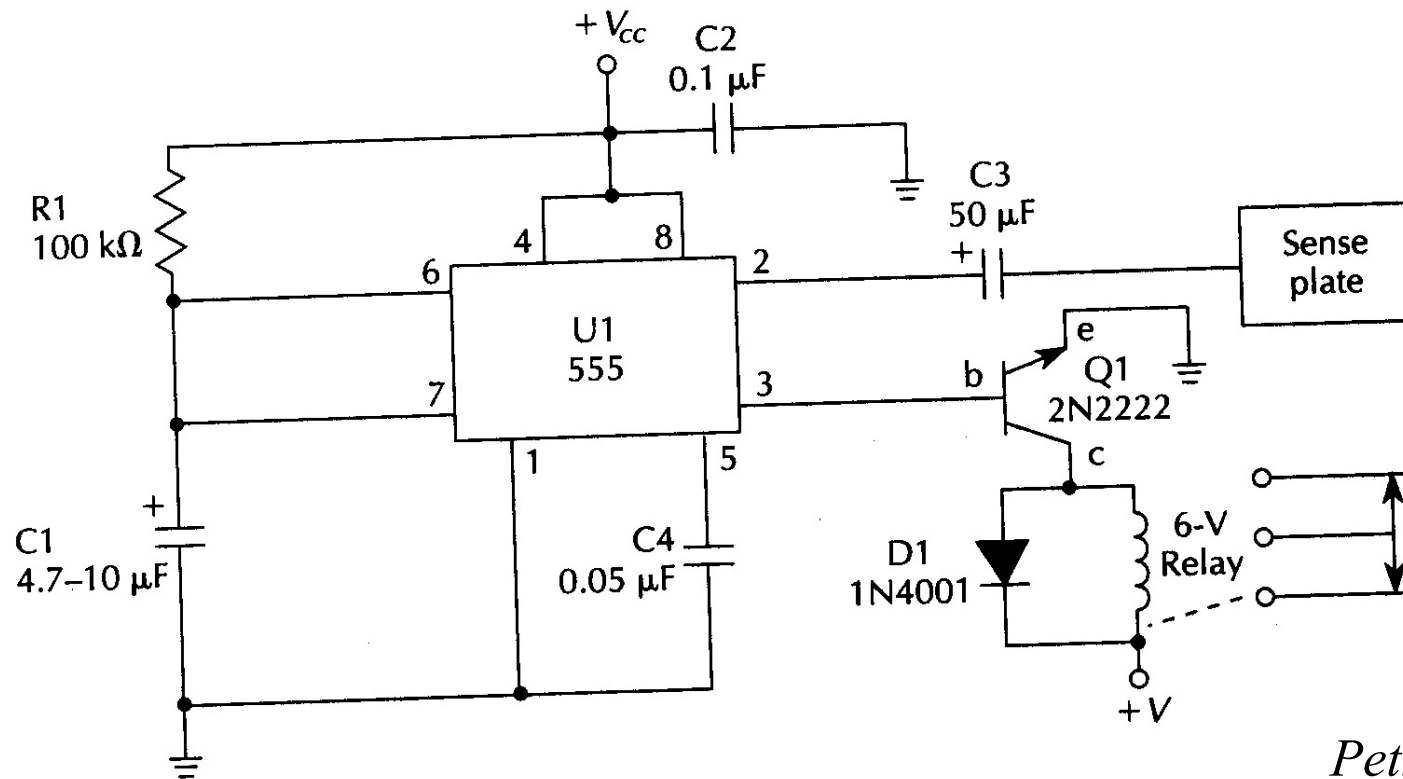 + Vcc
C2
0.1 μF
R1
100 kΩ
C3
50 μF
+
Sense
plate
4
8
6
2
U1
555
7
3
1
5
b
e
Q1
2N2222
c
+
C1
4.7–10 μF
C4
0.05 μF
D1
1N4001
6-V
Relay
+ V